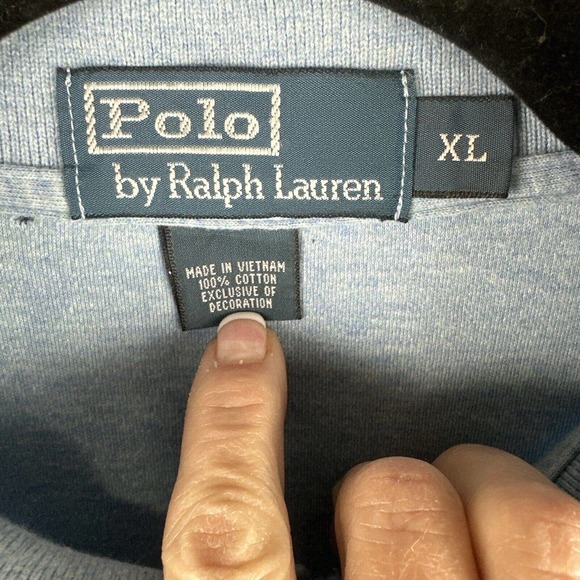 Polo
by Ralph Lauren
XL
MADE IN VIETNAM
100% COTTON
EXCLUSIVE OF
DECORATION